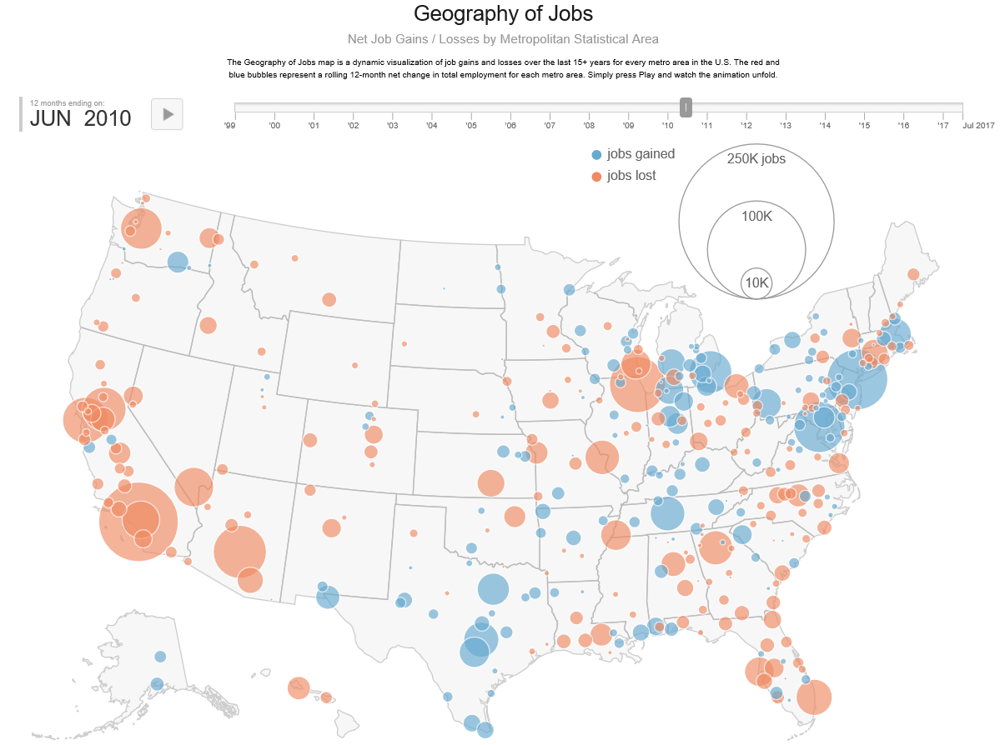 Geography of Jobs
Net Job Gains / Losses by Metropolitan Statistical Area
The Geography of Jobs map is a dynamic visualization of job gains and losses over the last 15+ years for every metro area in the U.S. The red and
blue bubbles represent a rolling 12-month net change in total employment for each metro area. Simply press Play and watch the animation unfold.
12 months ending on:
JUN 2010
'99 '00 '01 '02 '03 '04 '05 '06 '07 '08 '09 '10 '11 '12 '13 '14 '15 '16 '17 Jul 2017
jobs gained
jobs lost
250K jobs
100K
10K